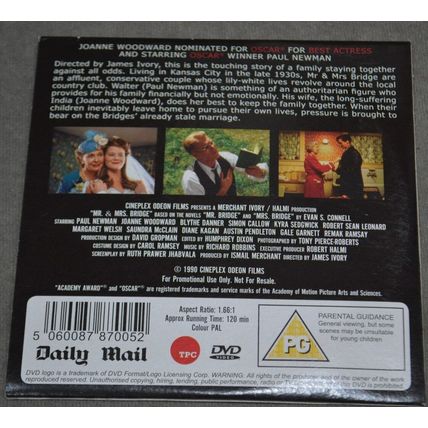 JOANNE WOODWARD NOMINATED FOR OSCAR® FOR BEST ACTRESS
AND STARRING OSCAR® WINNER PAUL NEWMAN
Directed by James Ivory, this is the touching story of a family staying together
against all odds. Living in Kansas City in the late 1930s, Mr & Mrs Bridge are
an affluent, conservative couple whose lily-white lives revolve around the local
country club. Walter (Paul Newman) is something of an authoritarian figure who
provides for his family financially but not emotionally. His wife, the long-suffering
India (Joanne Woodward), does her best to keep the family together. When their
children inevitably leave home to pursue their own lives, pressure is brought to
bear on the Bridges' already stale marriage.
CINEPLEX ODEON FILMS PRESENTS A MERCHANT IVORY / HALMI PRODUCTION
"MR. & MRS. BRIDGE" BASED ON THE NOVELS "MR. BRIDGE" AND "MRS. BRIDGE" BY EVAN S. CONNELL
STARRING PAUL NEWMAN JOANNE WOODWARD BLYTHE DANNER SIMON CALLOW KYRA SEDGWICK ROBERT SEAN LEONARD
MARGARET WELSH SAUNDRA McCLAIN DIANE KAGAN AUSTIN PENDLETON GALE GARNETT REMAK RAMSAY
PRODUCTION DESIGN BY DAVID GROPMAN EDITED BY HUMPHREY DIXON PHOTOGRAPHED BY TONY PIERCE-ROBERTS
COSTUME DESIGN BY CAROL RAMSEY MUSIC BY RICHARD ROBBINS EXECUTIVE PRODUCER ROBERT HALMI
SCREENPLAY BY RUTH PRAWER JHABVALA PRODUCED BY ISMAIL MERCHANT DIRECTED BY JAMES IVORY
© 1990 CINEPLEX ODEON FILMS
For Promotional Use Only. Not For Resale.
"ACADEMY AWARD®" and "OSCAR®" are registered trademarks and service marks of the Academy of Motion Picture Arts and Sciences.
5 060087 870052
Daily Mail
Aspect Ratio: 1.66:1
Approx Running Time: 120 min
Colour PAL
TPG
DVD
VIDEO
PG
PARENTAL GUIDANCE
General viewing, but some
scenes may be unsuitable
for young children
DVD logo is a trademark of DVD Format/Logo Licensing Corp. WARNING: All rights of the producer and of the owner of the work
reproduced reserved. Unauthorised copying, hiring, lending, public performance, radio or TV